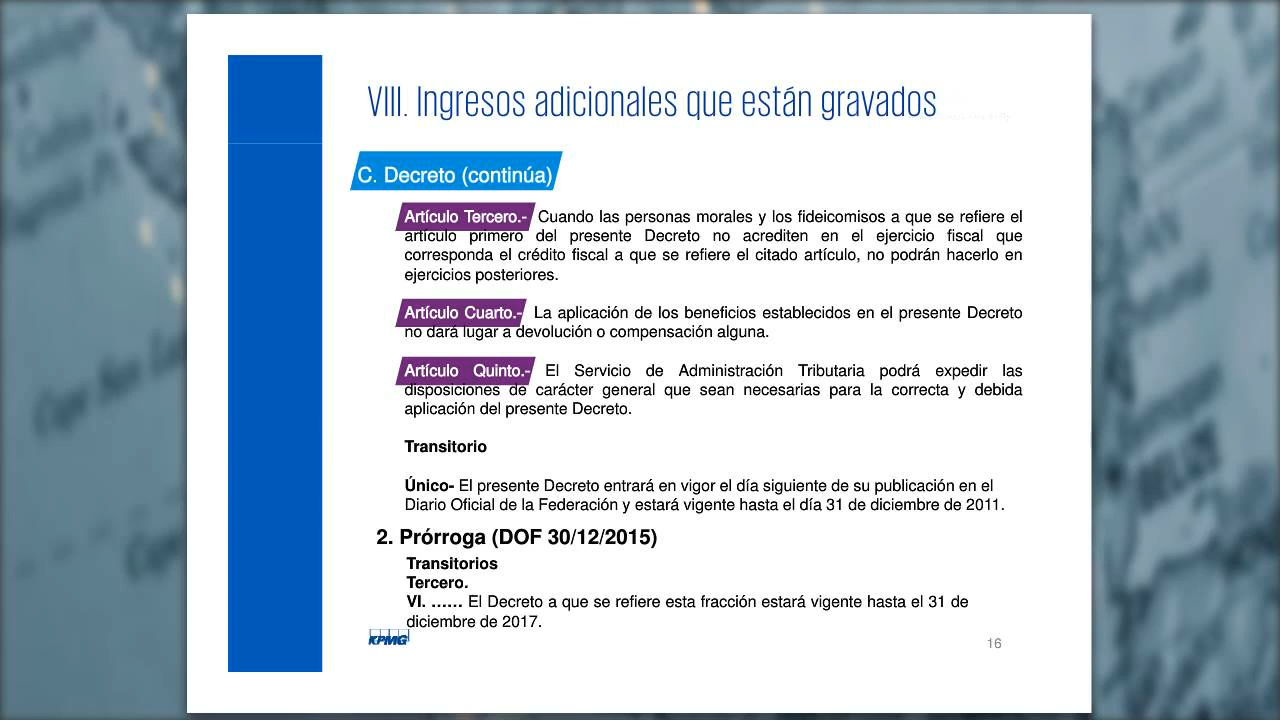 VIII. Ingresos adicionales que están gravados
C. Decreto (continúa)
Artículo Tercero.- Cuando las personas morales y los fideicomisos a que se refiere el
artículo primero del presente Decreto no acrediten en el ejercicio fiscal que
corresponda el crédito fiscal a que se refiere el citado artículo, no podrán hacerlo en
ejercicios posteriores.
Artículo Cuarto.- La aplicación de los beneficios establecidos en el presente Decreto
no dará lugar a devolución o compensación alguna.
Artículo Quinto.- El Servicio de Administración Tributaria podrá expedir las
disposiciones de carácter general que sean necesarias para la correcta y debida
aplicación del presente Decreto.
Transitorio
Único- El presente Decreto entrará en vigor el día siguiente de su publicación en el
Diario Oficial de la Federación y estará vigente hasta el día 31 de diciembre de 2011.
2. Prórroga (DOF 30/12/2015)
Transitorios
Tercero.
VI. …... El Decreto a que se refiere esta fracción estará vigente hasta el 31 de
diciembre de 2017.
KPMG
16